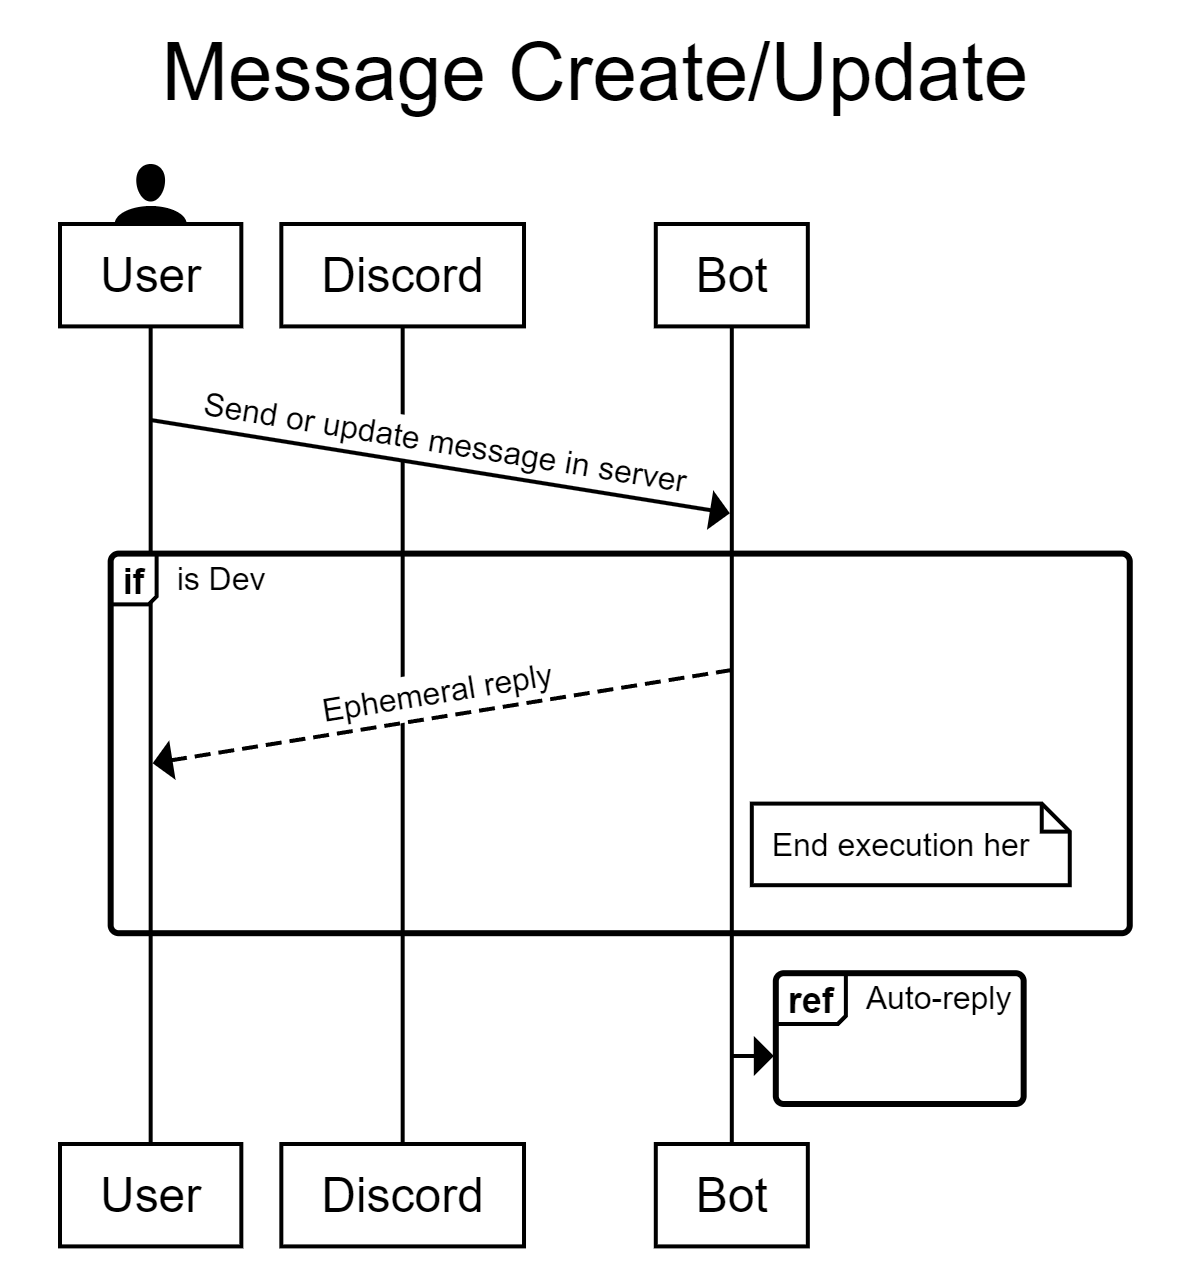 Message Create/Update
User
Discord
Bot
Send or update message in server
if
is Dev
Ephemeral reply
End execution her
ref
Auto-reply
User
Discord
Bot